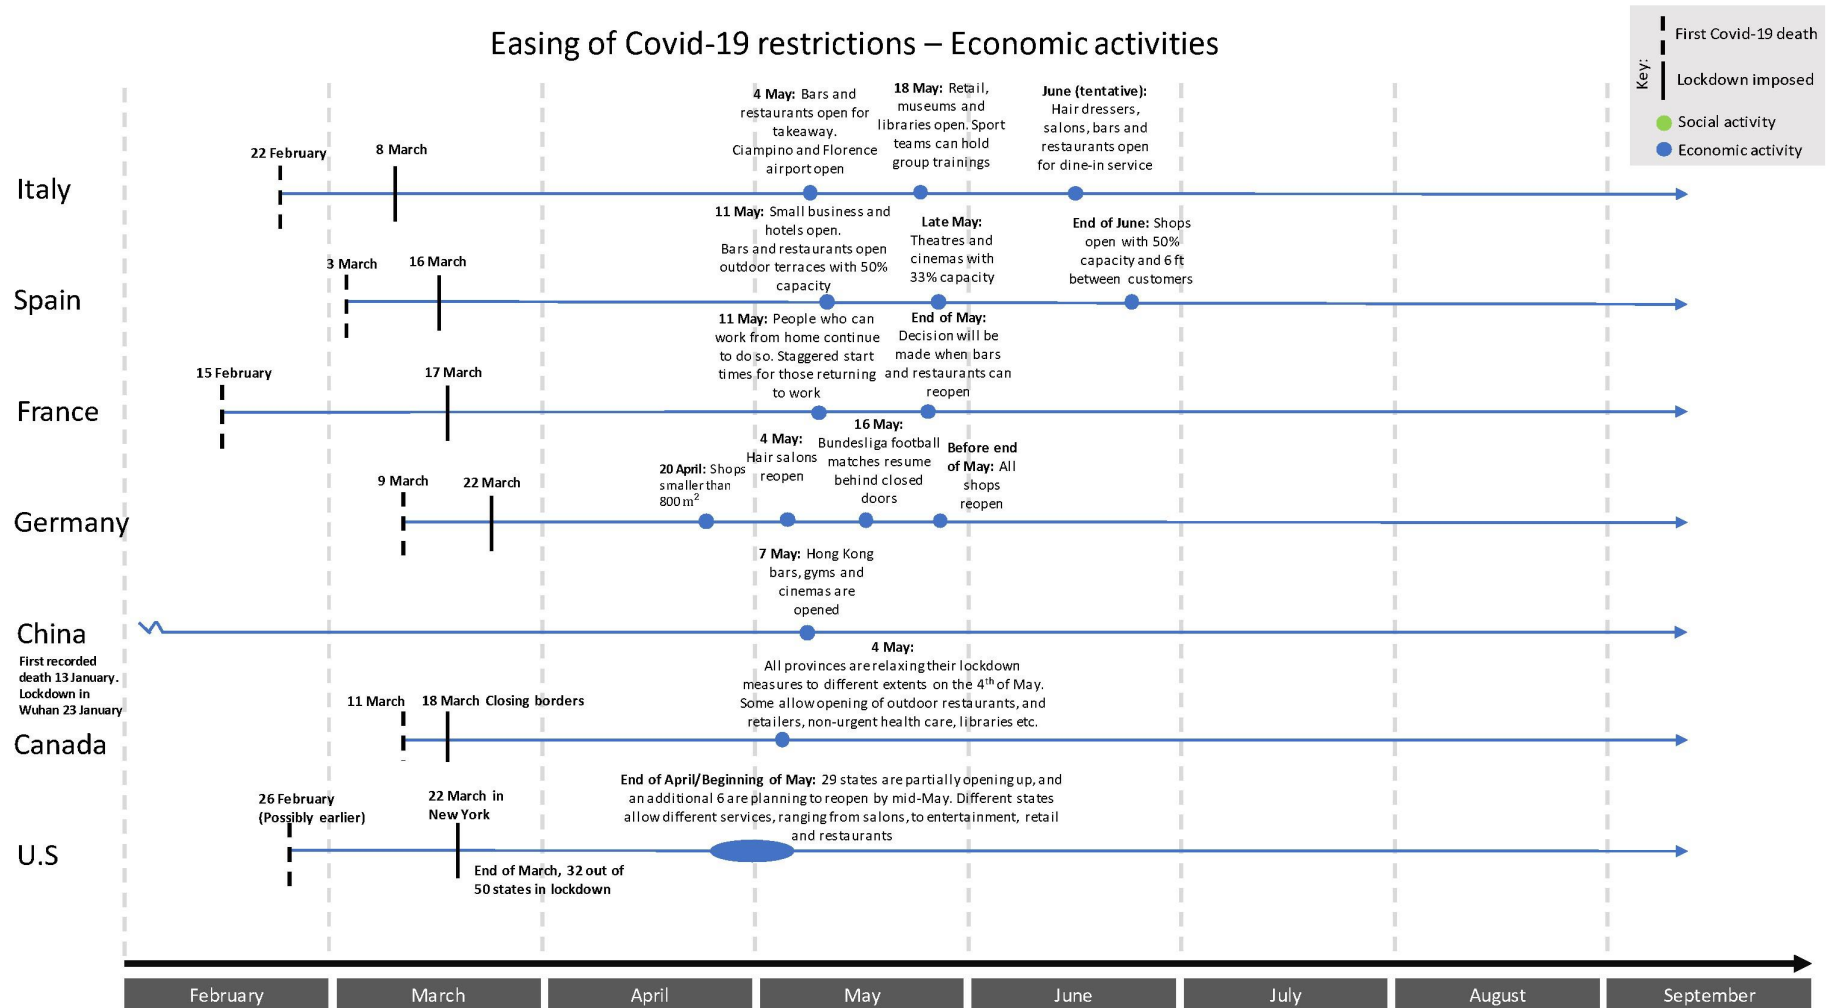 Easing of Covid-19 restrictions – Economic activities
Key:
First Covid-19 death
Lockdown imposed
Social activity
Economic activity
Italy
22 February
8 March
4 May: Bars and
restaurants open for
takeaway.
Ciampino and Florence
airport open
18 May: Retail,
museums and
libraries open. Sport
teams can hold
group trainings
June (tentative):
Hair dressers,
salons, bars and
restaurants open
for dine-in service
Spain
3 March
16 March
11 May: Small business and
hotels open.
Bars and restaurants open
outdoor terraces with 50%
capacity
Late May:
Theatres and
cinemas with
33% capacity
End of June: Shops
open with 50%
capacity and 6 ft
between customers
France
15 February
17 March
11 May: People who can
work from home continue
to do so. Staggered start
times for those returning
to work
End of May:
Decision will be
made when bars
and restaurants can
reopen
Germany
9 March
22 March
20 April: Shops
smaller than
800 m²
4 May:
Hair salons
reopen
16 May:
Bundesliga football
matches resume
behind closed
doors
Before end
of May: All
shops
reopen
China
First recorded
death 13 January.
Lockdown in
Wuhan 23 January
7 May: Hong Kong
bars, gyms and
cinemas are
opened
Canada
11 March
18 March Closing borders
4 May:
All provinces are relaxing their lockdown
measures to different extents on the 4th of May.
Some allow opening of outdoor restaurants, and
retailers, non-urgent health care, libraries etc.
U.S
26 February
(Possibly earlier)
22 March in
New York
End of March, 32 out of
50 states in lockdown
End of April/Beginning of May: 29 states are partially opening up, and
an additional 6 are planning to reopen by mid-May. Different states
allow different services, ranging from salons, to entertainment, retail
and restaurants
February
March
April
May
June
July
August
September